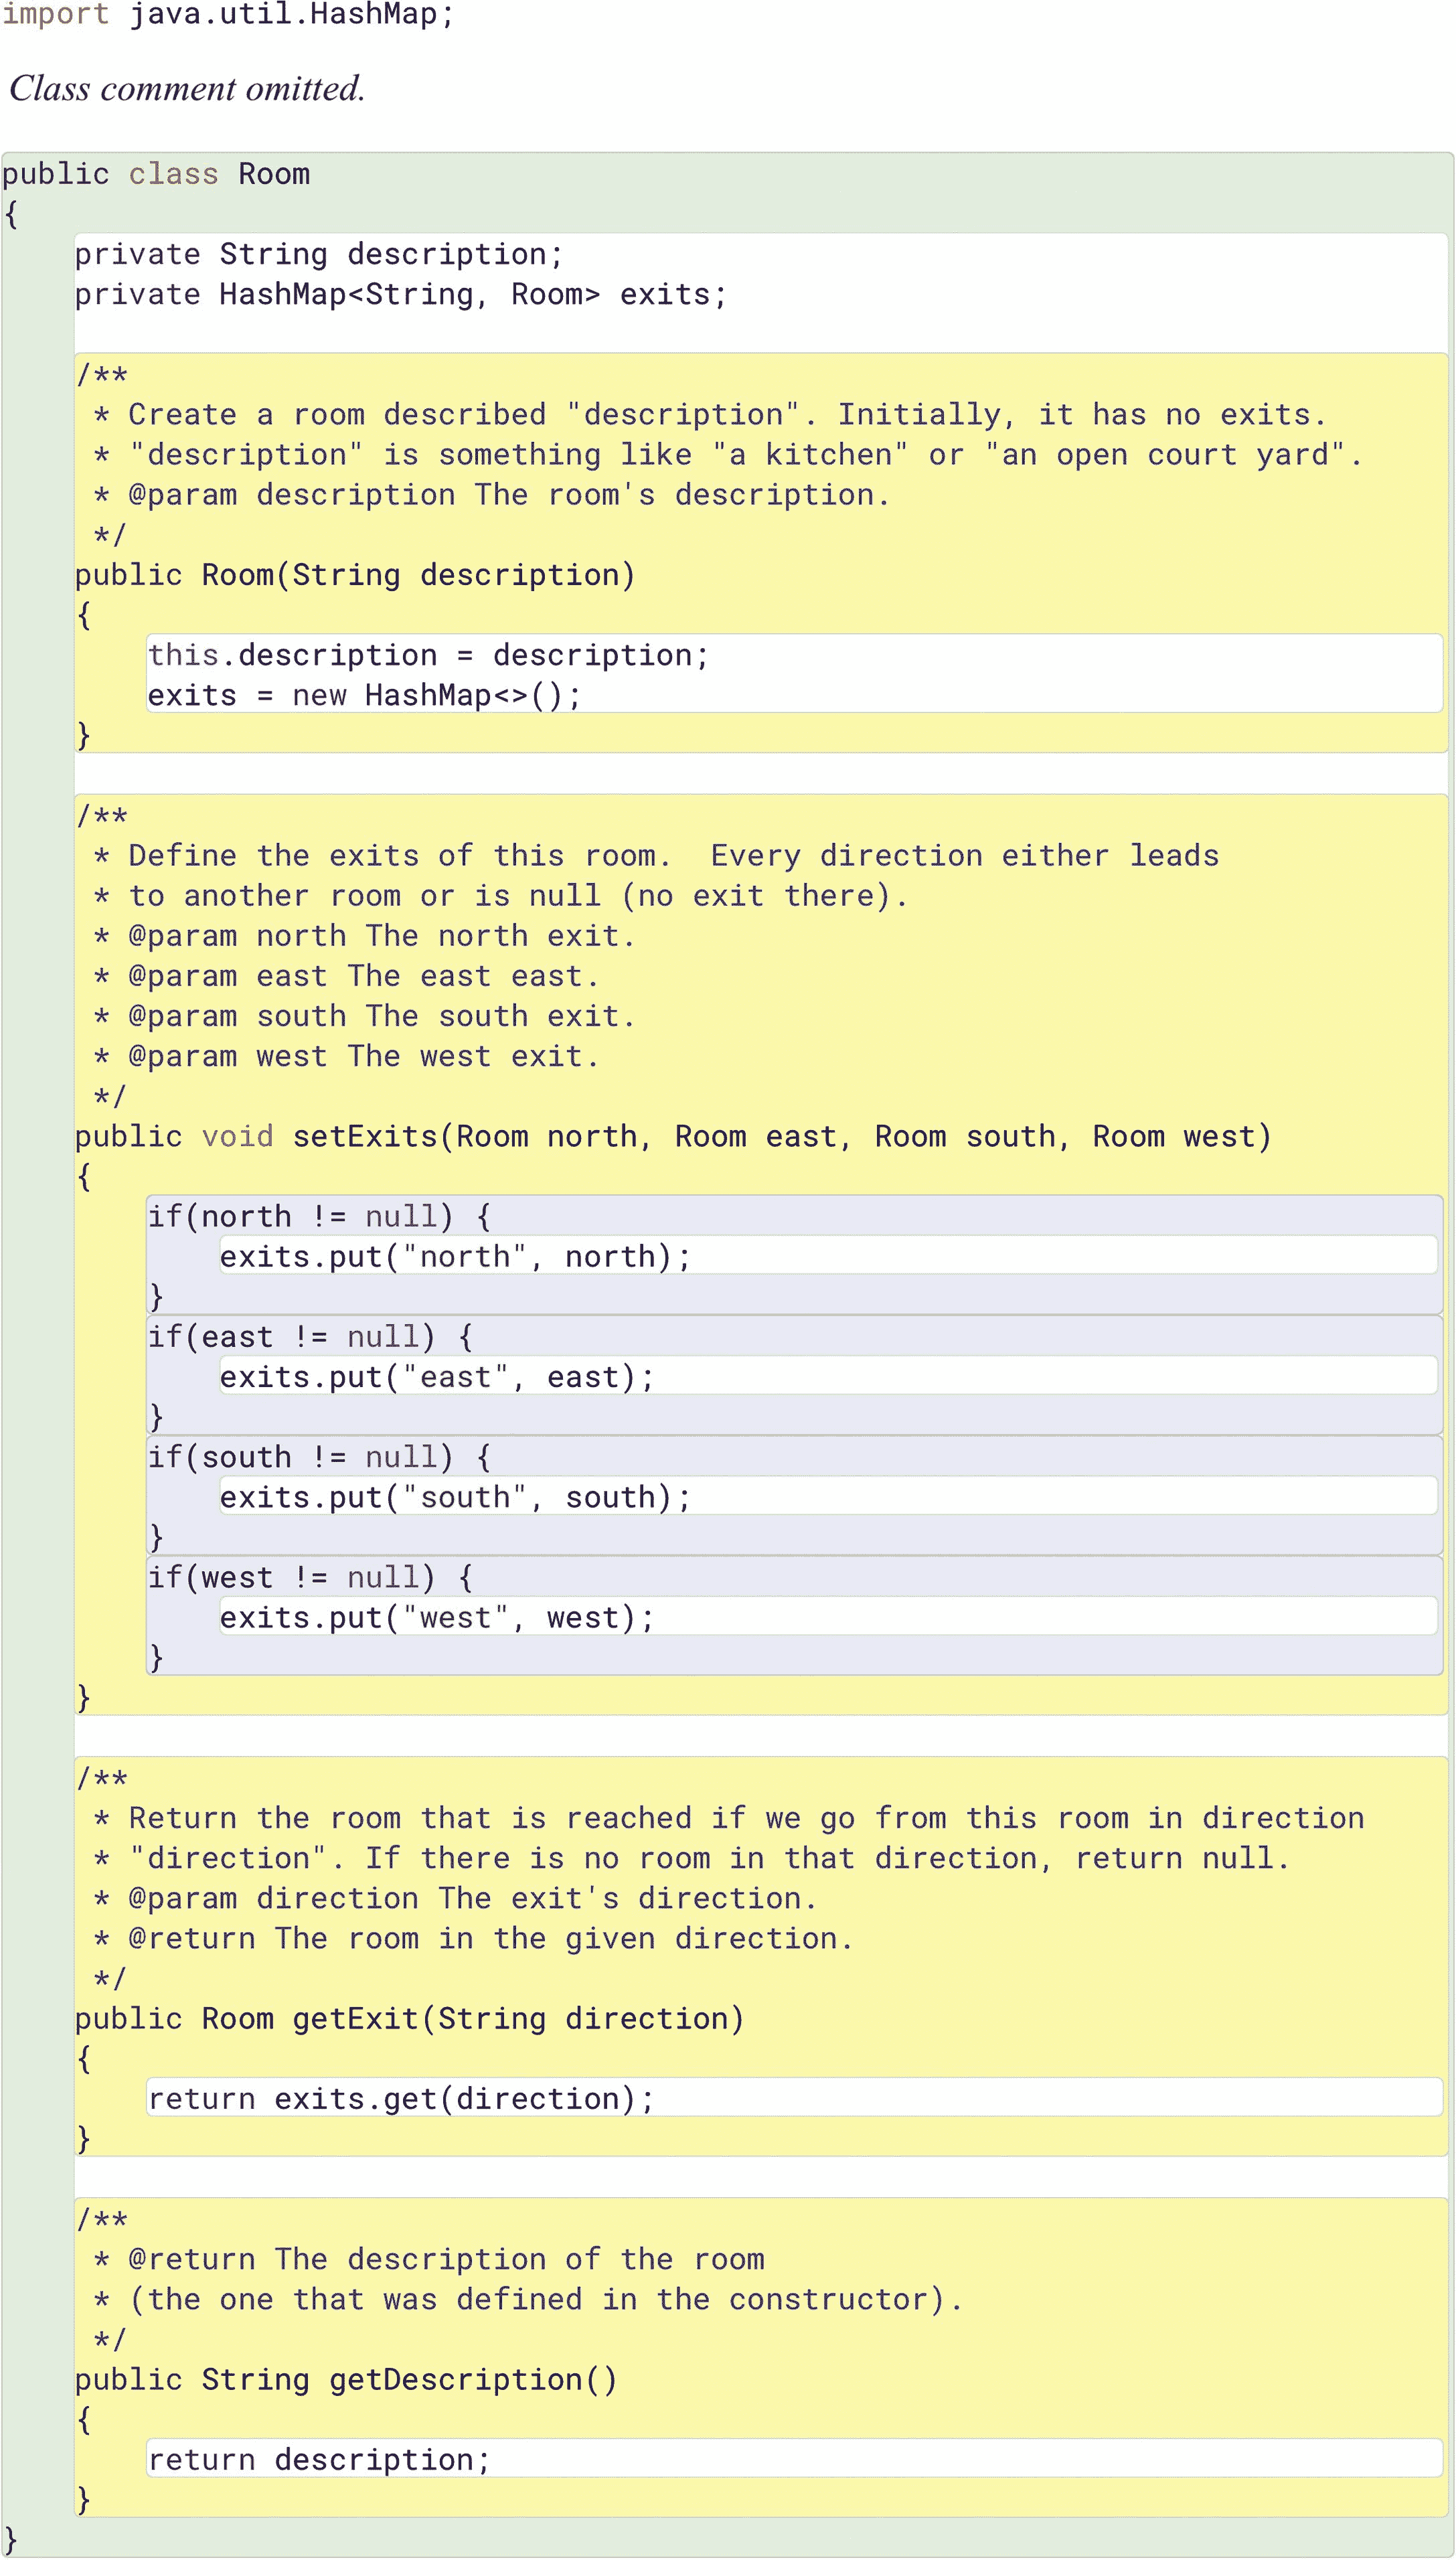 import java.util.HashMap;
Class comment omitted.
public class Room
{
    private String description;
    private HashMap<String, Room> exits;

    /**
     * Create a room described "description". Initially, it has no exits.
     * "description" is something like "a kitchen" or "an open court yard".
     * @param description The room's description.
     */
    public Room(String description)
    {
        this.description = description;
        exits = new HashMap<>();
    }

    /**
     * Define the exits of this room.  Every direction either leads
     * to another room or is null (no exit there).
     * @param north The north exit.
     * @param east The east east.
     * @param south The south exit.
     * @param west The west exit.
     */
    public void setExits(Room north, Room east, Room south, Room west)
    {
        if(north != null) {
            exits.put("north", north);
        }
        if(east != null) {
            exits.put("east", east);
        }
        if(south != null) {
            exits.put("south", south);
        }
        if(west != null) {
            exits.put("west", west);
        }
    }

    /**
     * Return the room that is reached if we go from this room in direction
     * "direction". If there is no room in that direction, return null.
     * @param direction The exit's direction.
     * @return The room in the given direction.
     */
    public Room getExit(String direction)
    {
        return exits.get(direction);
    }

    /**
     * @return The description of the room
     * (the one that was defined in the constructor).
     */
    public String getDescription()
    {
        return description;
    }
}